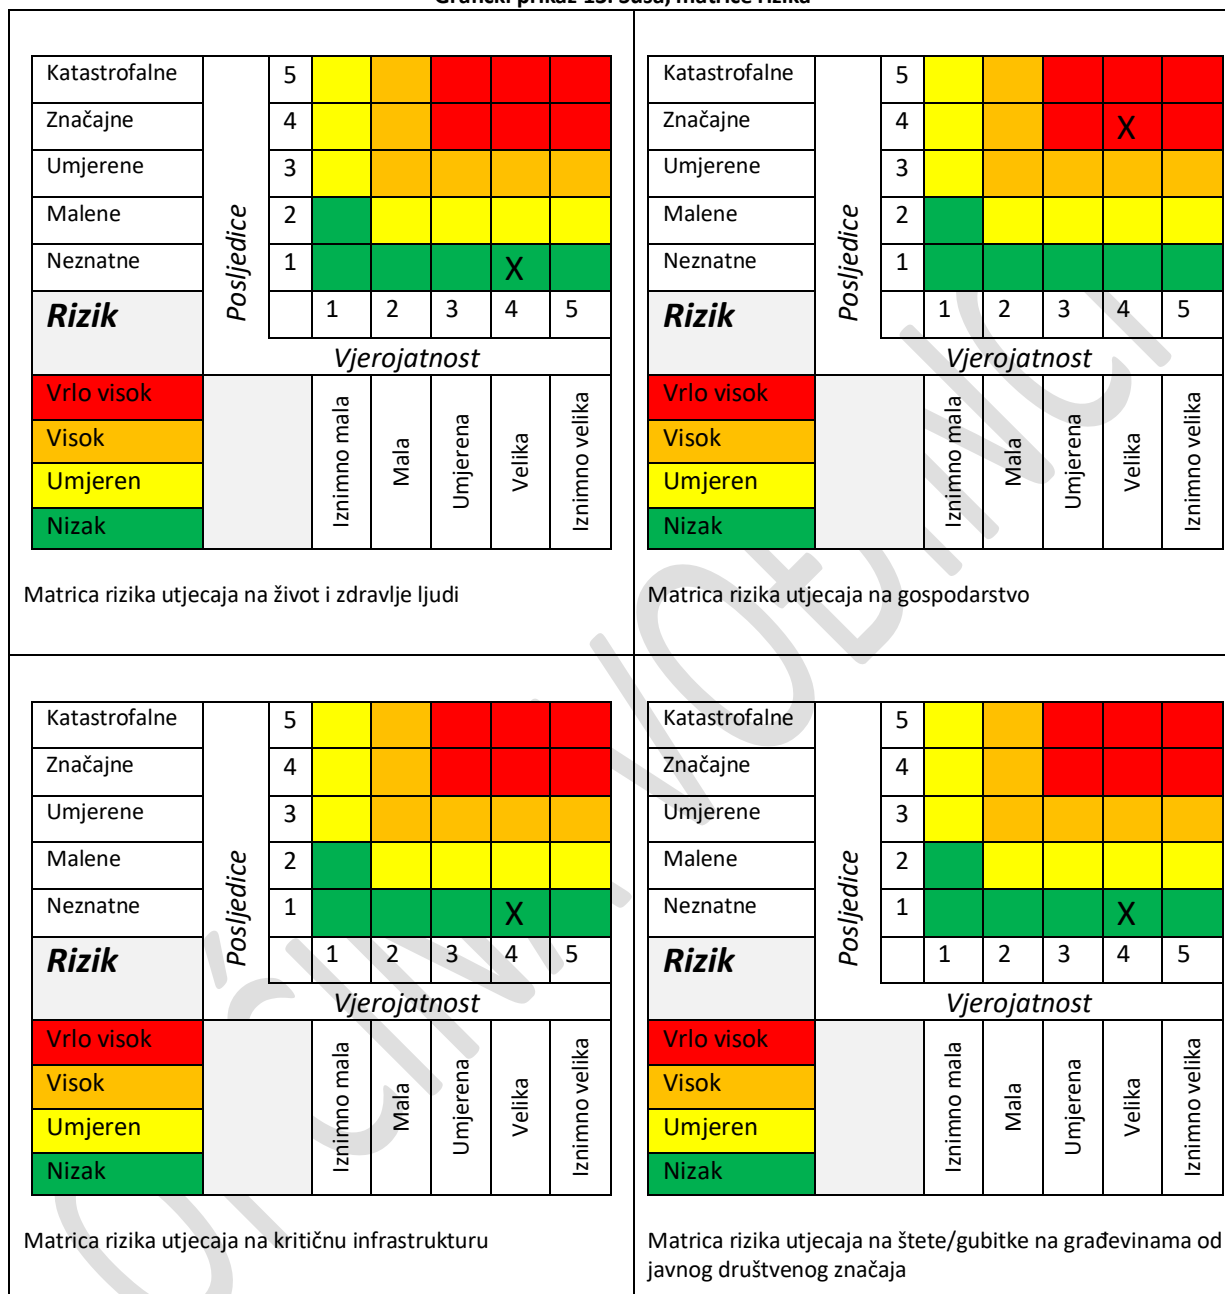 Grafički prikaz 13: Suša, matrice rizika
Katastrofalne 5
Značajne 4
Umjerene 3
Malene 2
Neznatne 1 X
Posljedice
Rizik 1 2 3 4 5
Vjerojatnost
Vrlo visok
Visok
Umjeren
Nizak
Iznimno mala
Mala
Umjerena
Velika
Iznimno velika
Matrica rizika utjecaja na život i zdravlje ljudi
Katastrofalne 5
Značajne 4 X
Umjerene 3
Malene 2
Neznatne 1
Posljedice
Rizik 1 2 3 4 5
Vjerojatnost
Vrlo visok
Visok
Umjeren
Nizak
Iznimno mala
Mala
Umjerena
Velika
Iznimno velika
Matrica rizika utjecaja na gospodarstvo
Katastrofalne 5
Značajne 4
Umjerene 3
Malene 2
Neznatne 1 X
Posljedice
Rizik 1 2 3 4 5
Vjerojatnost
Vrlo visok
Visok
Umjeren
Nizak
Iznimno mala
Mala
Umjerena
Velika
Iznimno velika
Matrica rizika utjecaja na kritičnu infrastrukturu
Katastrofalne 5
Značajne 4
Umjerene 3
Malene 2
Neznatne 1 X
Posljedice
Rizik 1 2 3 4 5
Vjerojatnost
Vrlo visok
Visok
Umjeren
Nizak
Iznimno mala
Mala
Umjerena
Velika
Iznimno velika
Matrica rizika utjecaja na štete/gubitke na građevinama od
javnog društvenog značaja